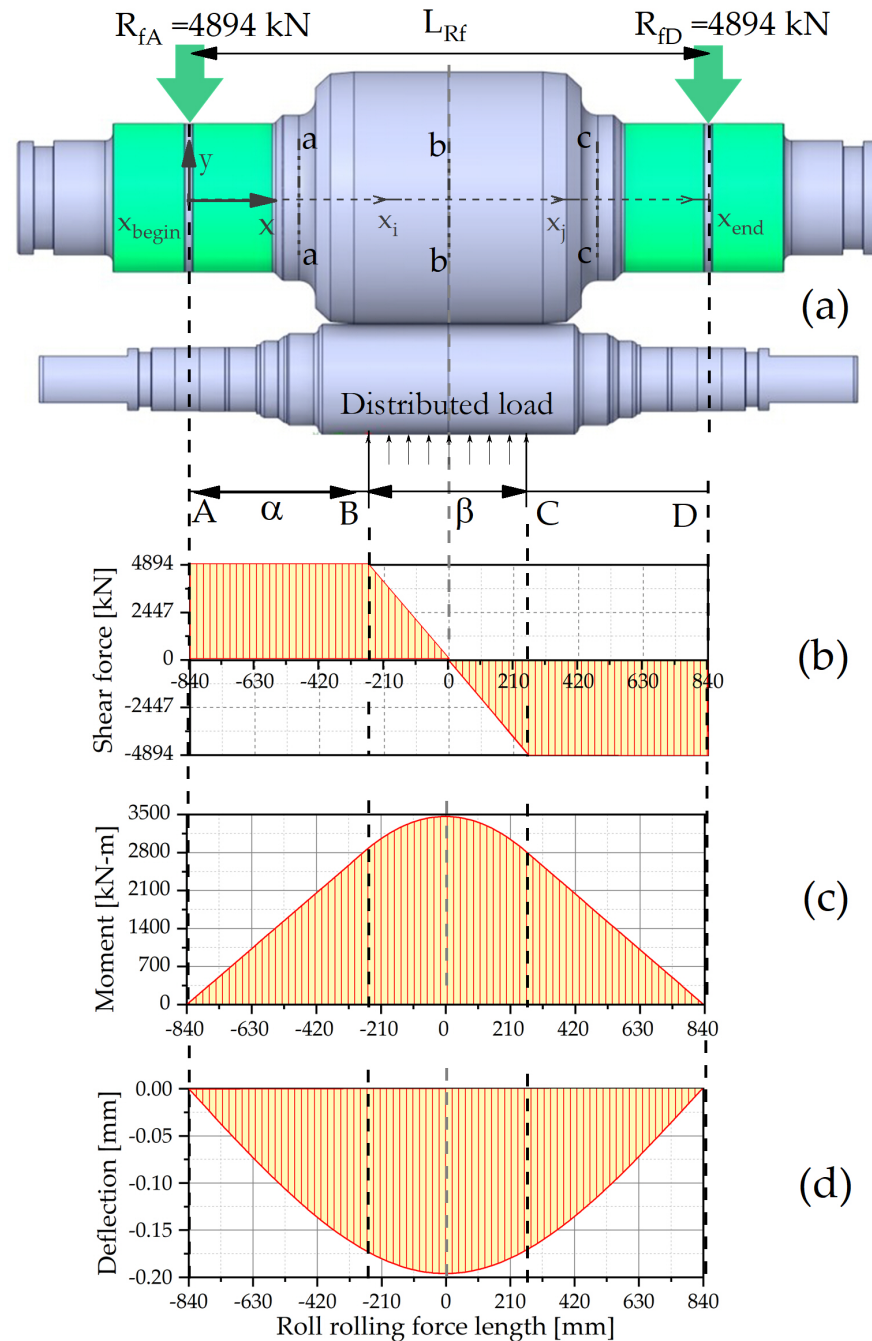 R_fA =4894 kN L_Rf R_fD =4894 kN
a b c
y
x_begin x x_i x_j x_end
a b c
(a)
Distributed load
A α B β C D
4894
2447
0
-2447
-4894
Shear force [kN]
-840 -630 -420 -210 0 210 420 630 840
(b)
3500
2800
2100
1400
700
0
Moment [kN-m]
-840 -630 -420 -210 0 210 420 630 840
(c)
0.00
-0.05
-0.10
-0.15
-0.20
Deflection [mm]
-840 -630 -420 -210 0 210 420 630 840
(d)
Roll rolling force length [mm]